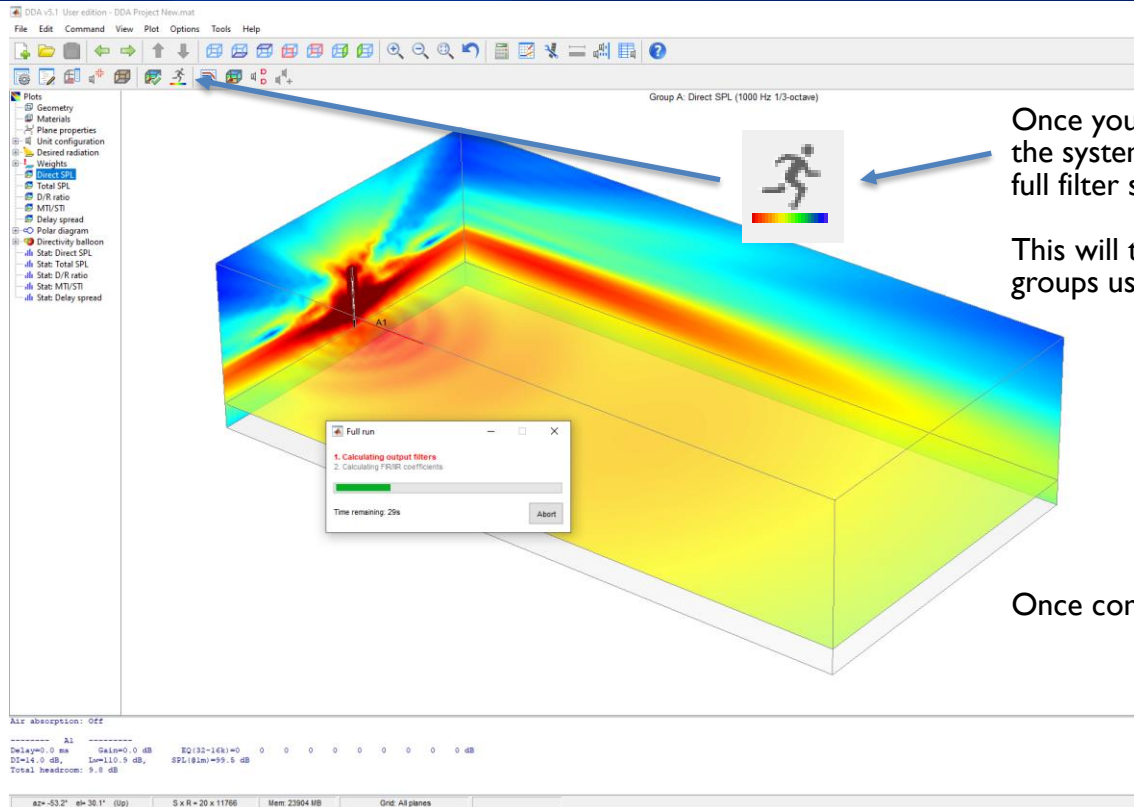 DDA v5.1 User edition - DDA Project New.mat
File Edit Command View Plot Options Tools Help
Group A: Direct SPL (1000 Hz 1/3-octave)
Plots
Geometry
Materials
Plane properties
Unit configuration
Desired radiation
Weights
Direct SPL
Total SPL
D/R ratio
MTI/STI
Delay spread
Polar diagram
Directivity balloon
Stat: Direct SPL
Stat: Total SPL
Stat: D/R ratio
Stat: MTI/STI
Stat: Delay spread
A1
Full run
1. Calculating output filters
2. Calculating FIR/IIR coefficients
Time remaining: 29s
Abort
Once you
the system
full filter s
This will t
groups us
Once con
Air absorption: Off
-------- A1 ---------
Delay=0.0 ms Gain=0.0 dB EQ(32-16k)=0 0 0 0 0 0 0 0 0 0 dB
DI=14.0 dB, Lw=110.9 dB, SPL(@1m)=99.5 dB
Total headroom: 9.8 dB
az= -53.2° el= 30.1° (Up) S x R = 20 x 11766 Mem: 23904 MB Grid: All planes